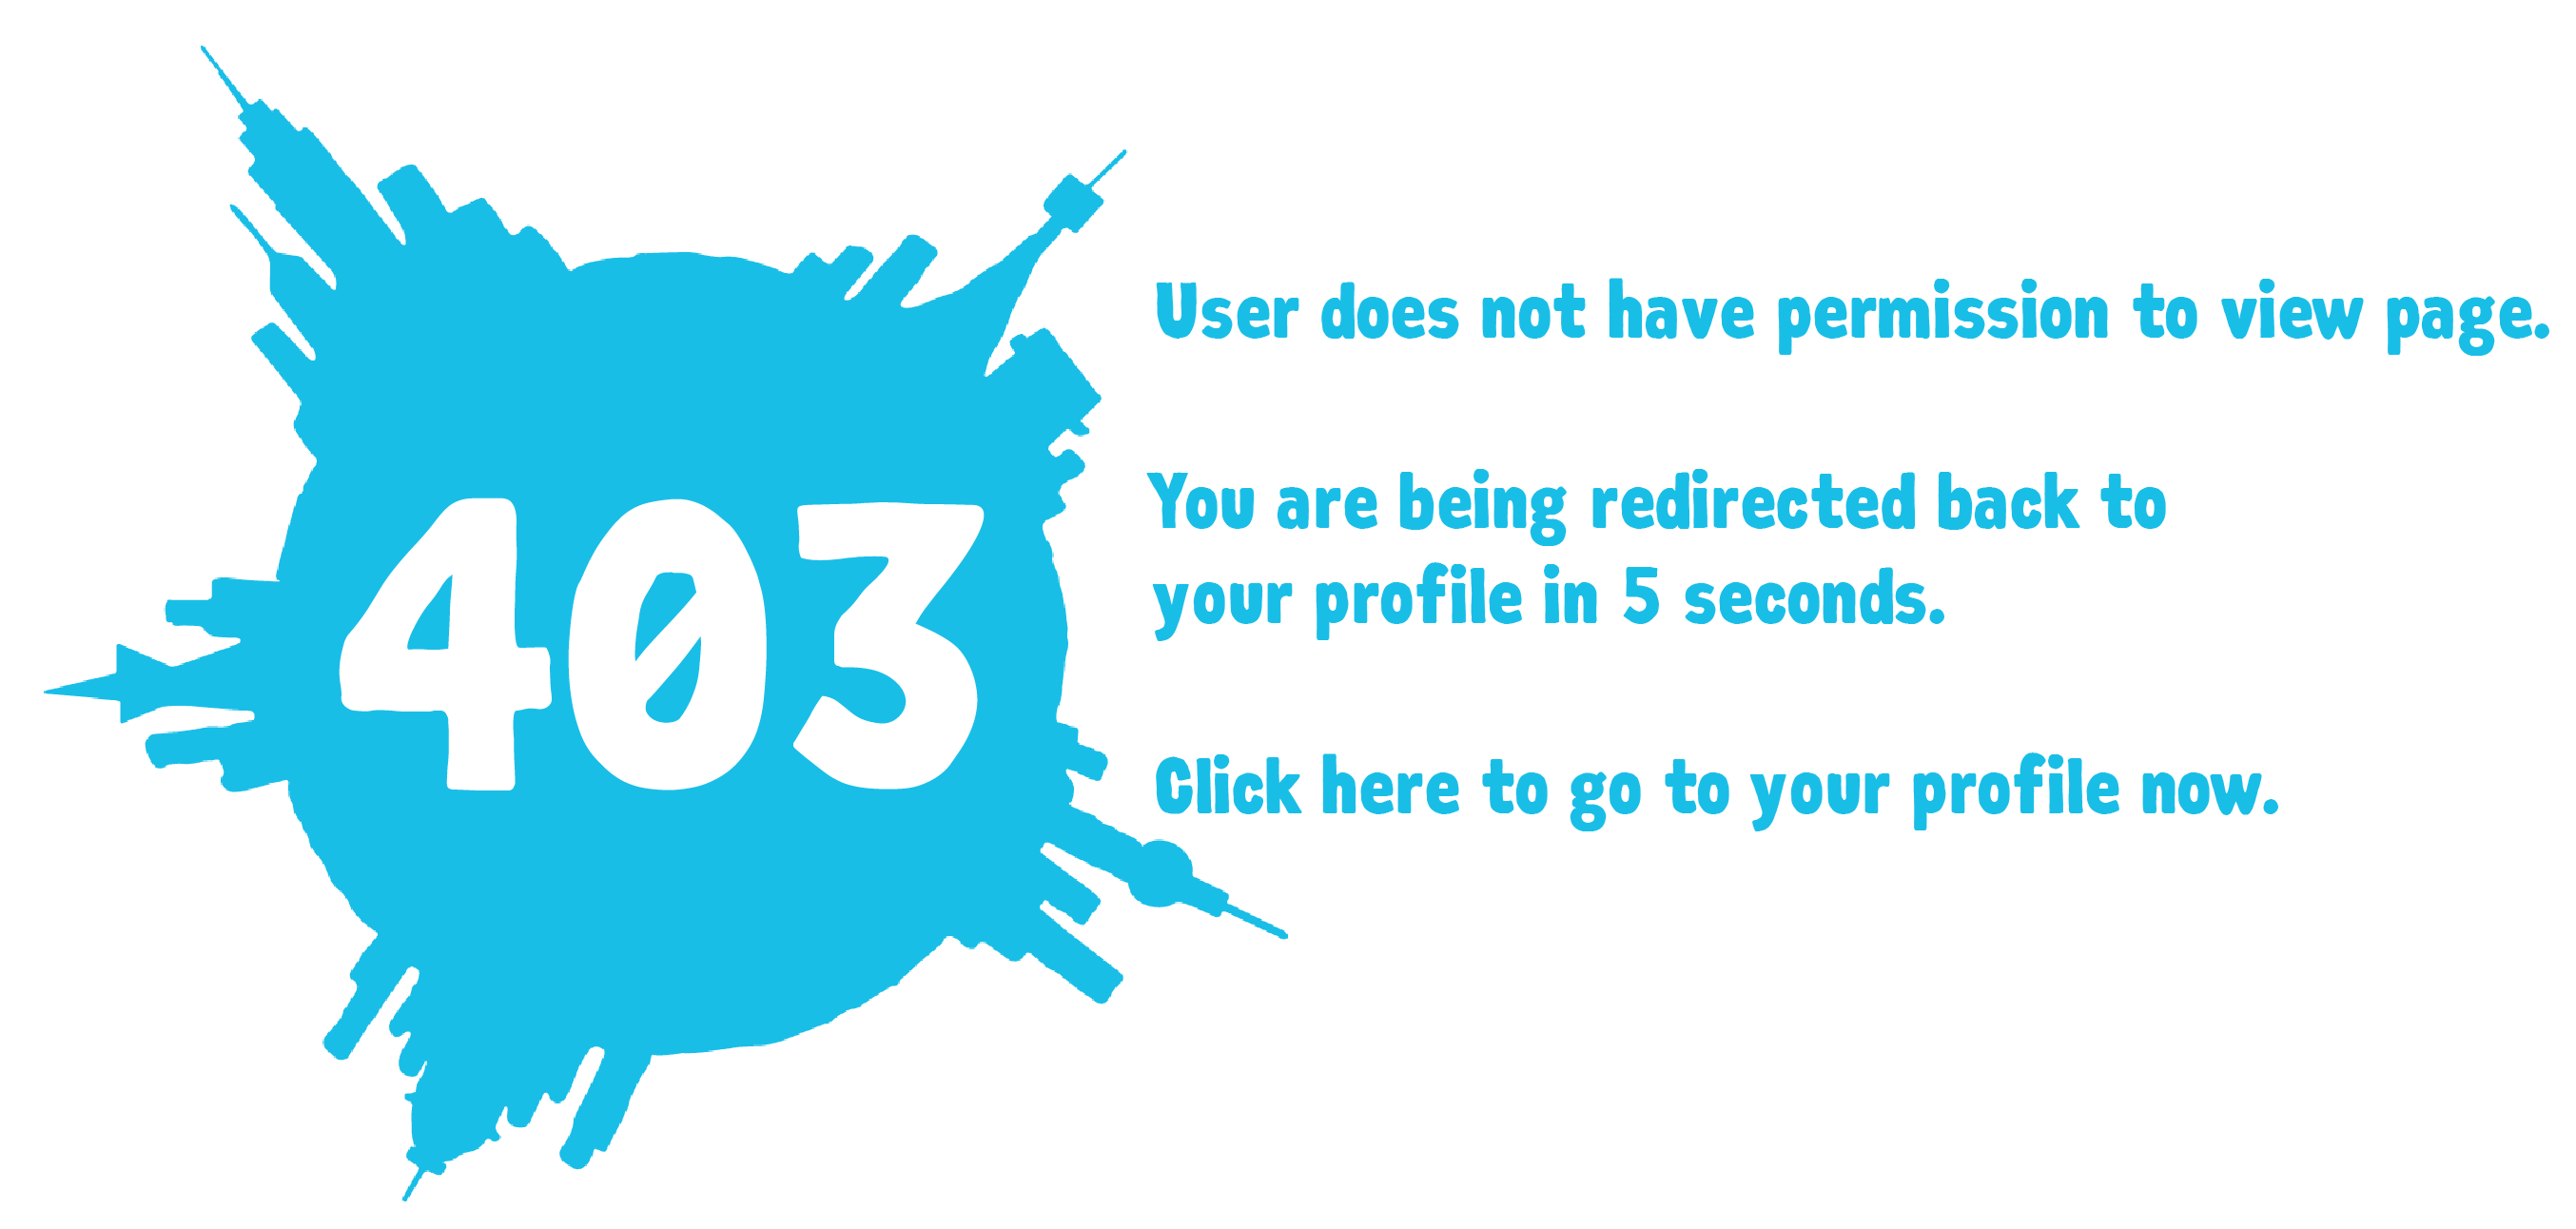 403
User does not have permission to view page.
You are being redirected back to
your profile in 5 seconds.
Click here to go to your profile now.